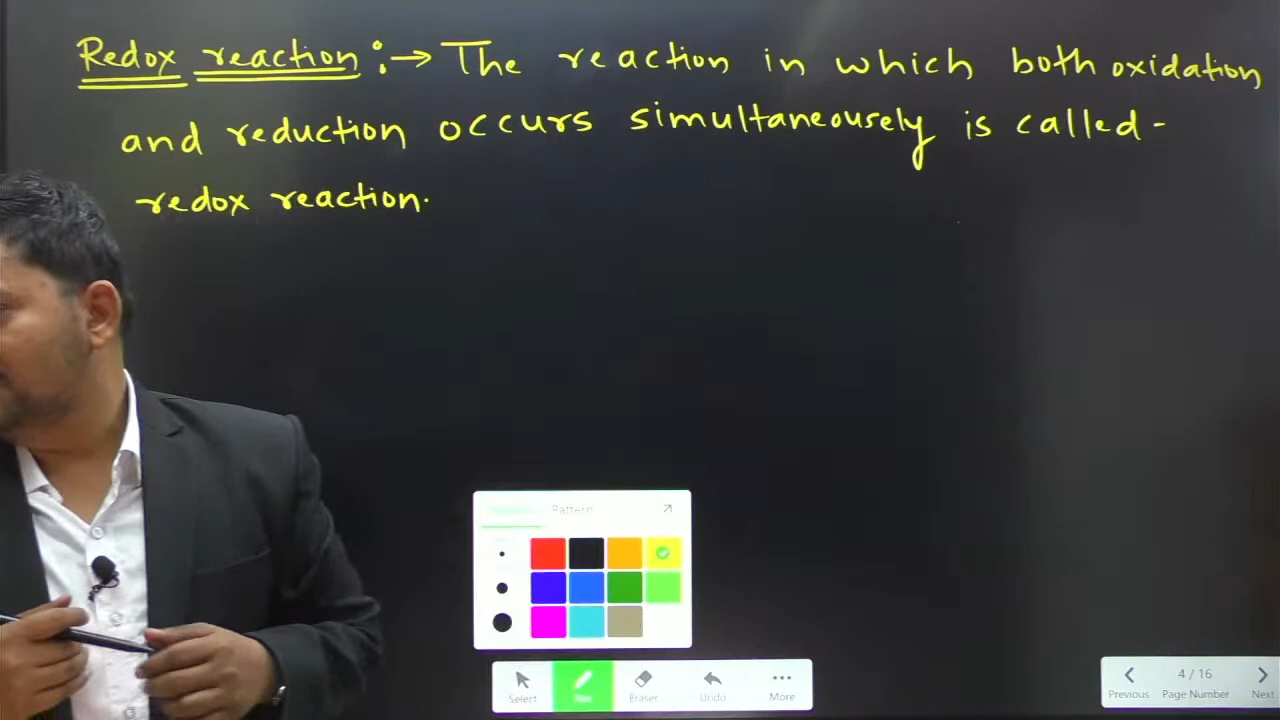 Redox reaction :→ The reaction in which both oxidation
and reduction occurs simultaneousely is called-
redox reaction.
Pattern
Select
Eraser
Undo
More
Previous
4 / 16
Page Number
Next